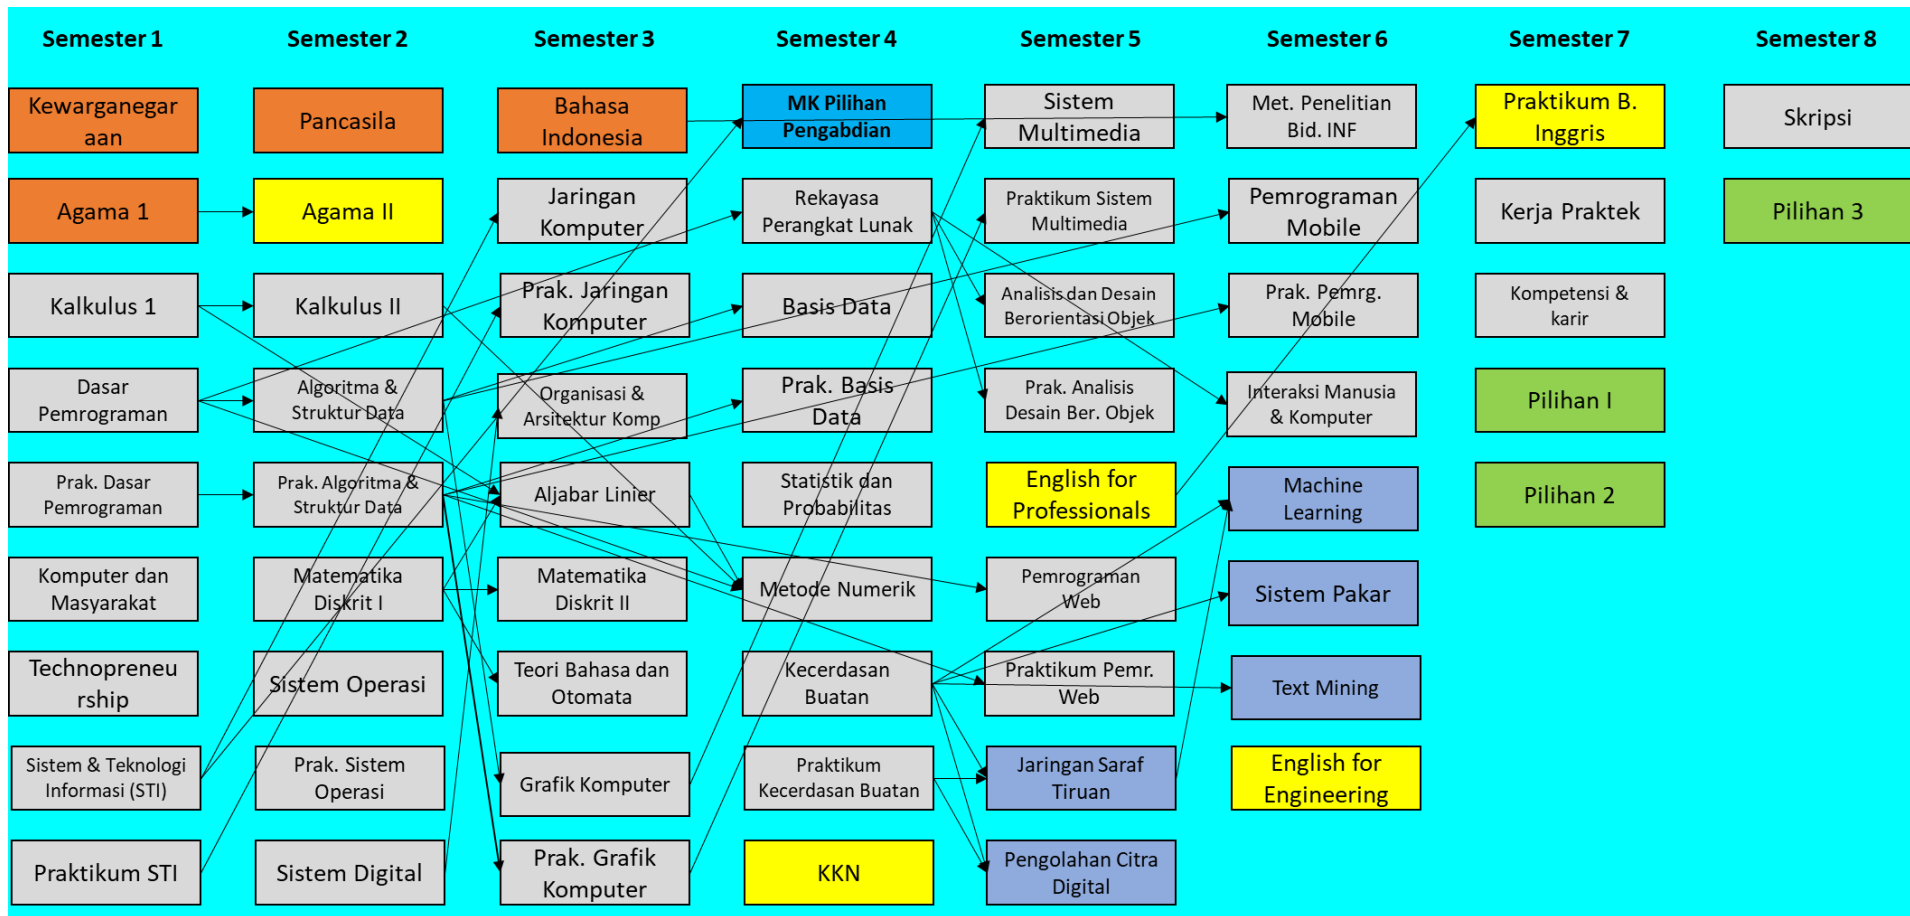 Semester 1
Semester 2
Semester 3
Semester 4
Semester 5
Semester 6
Semester 7
Semester 8
Kewarganegar
aan
Pancasila
Bahasa
Indonesia
MK Pilihan
Pengabdian
Sistem
Multimedia
Met. Penelitian
Bid. INF
Praktikum B.
Inggris
Skripsi
Agama 1
Agama II
Jaringan
Komputer
Rekayasa
Perangkat Lunak
Praktikum Sistem
Multimedia
Pemrograman
Mobile
Kerja Praktek
Pilihan 3
Kalkulus 1
Kalkulus II
Prak. Jaringan
Komputer
Basis Data
Analisis dan Desain
Berorientasi Objek
Prak. Pemrg.
Mobile
Kompetensi &
karir
Dasar
Pemrograman
Algoritma &
Struktur Data
Organisasi &
Arsitektur Komp
Prak. Basis
Data
Prak. Analisis
Desain Ber. Objek
Interaksi Manusia
& Komputer
Pilihan I
Prak. Dasar
Pemrograman
Prak. Algoritma &
Struktur Data
Aljabar Linier
Statistik dan
Probabilitas
English for
Professionals
Machine
Learning
Pilihan 2
Komputer dan
Masyarakat
Matematika
Diskrit I
Matematika
Diskrit II
Metode Numerik
Pemrograman
Web
Sistem Pakar
Technopreneu
rship
Sistem Operasi
Teori Bahasa dan
Otomata
Kecerdasan
Buatan
Praktikum Pemr.
Web
Text Mining
Sistem & Teknologi
Informasi (STI)
Prak. Sistem
Operasi
Grafik Komputer
Praktikum
Kecerdasan Buatan
Jaringan Saraf
Tiruan
English for
Engineering
Praktikum STI
Sistem Digital
Prak. Grafik
Komputer
KKN
Pengolahan Citra
Digital